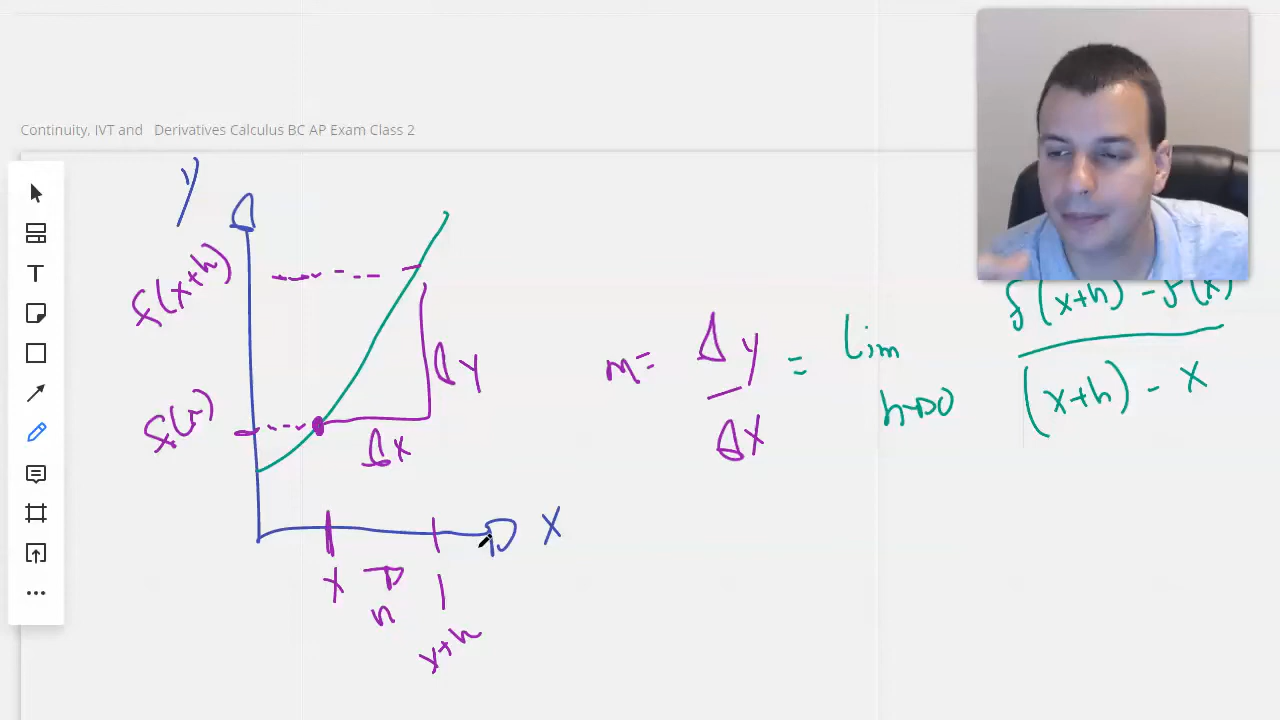 Continuity, IVT and Derivatives Calculus BC AP Exam Class 2
y
f(x+h)
f(x+h) - f(x)
m= Δy = lim
Δx
h→0
(x+h) - x
Δy
f(x)
Δx
x
T
x
h
x+h